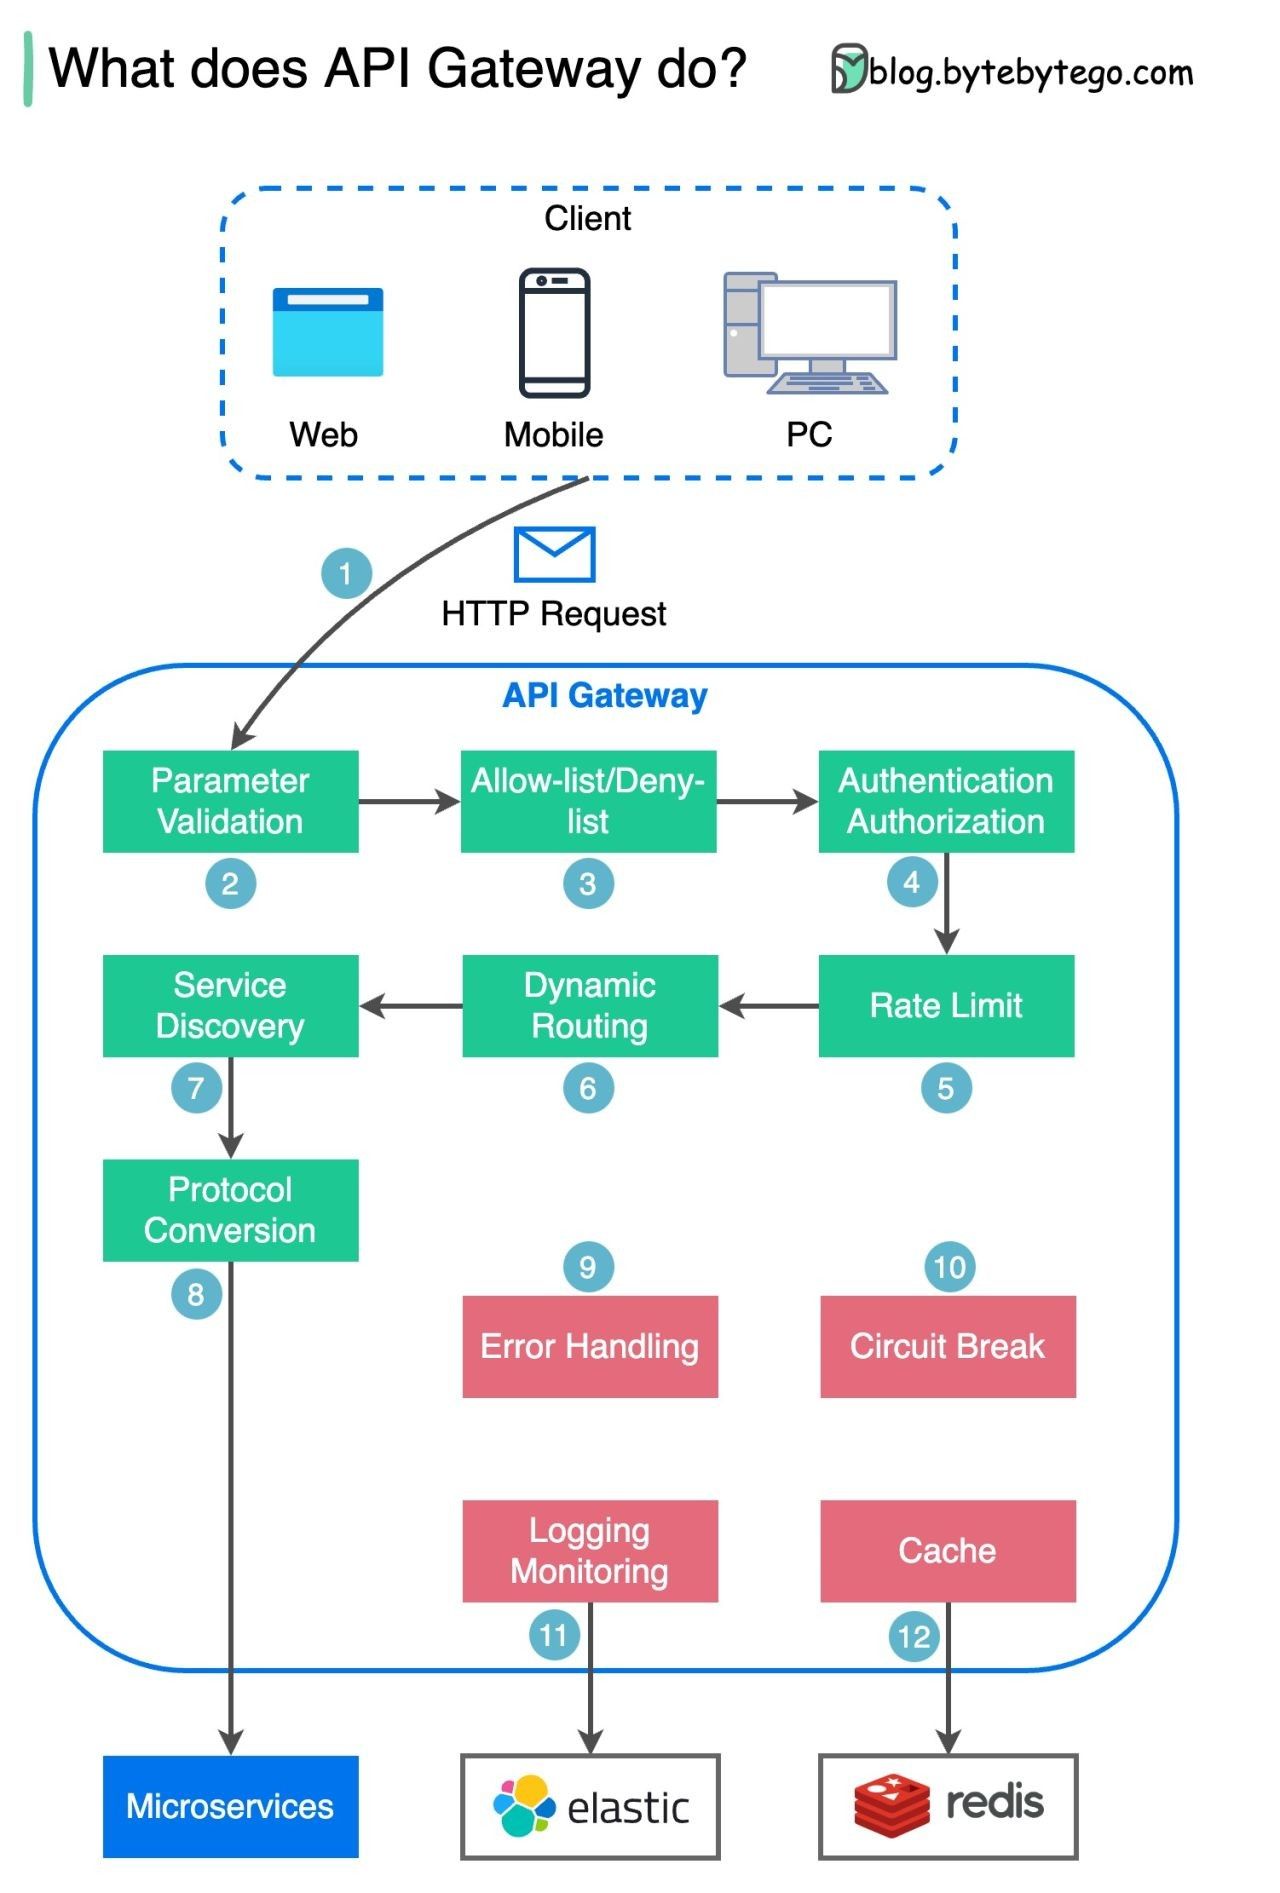 What does API Gateway do?
blog.bytebytego.com
Client
Web
Mobile
PC
1
HTTP Request
API Gateway
Parameter
Validation
Allow-list/Deny-
list
Authentication
Authorization
2
3
4
Service
Discovery
Dynamic
Routing
Rate Limit
7
6
5
Protocol
Conversion
8
9
10
Error Handling
Circuit Break
Logging
Monitoring
Cache
11
12
Microservices
elastic
redis